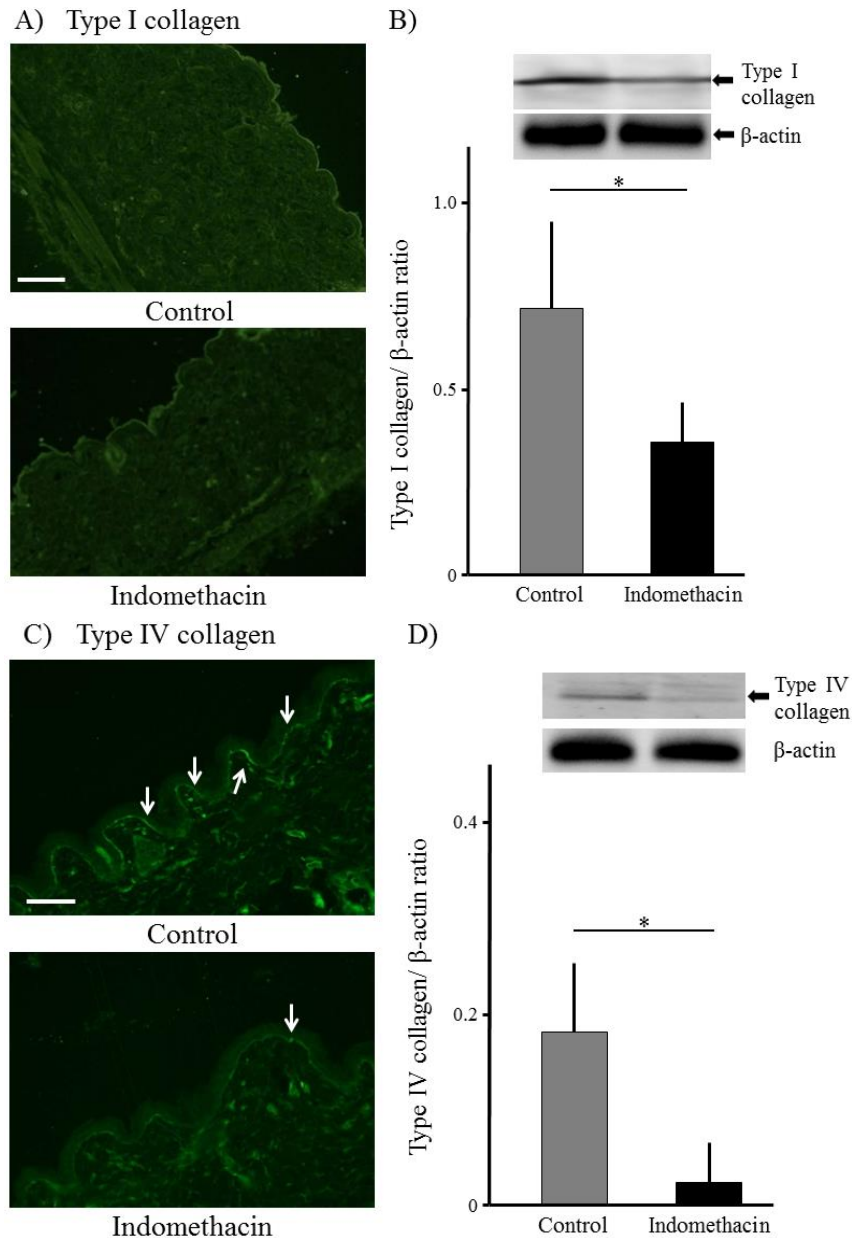 A) Type I collagen
Control
Indomethacin
B)
Type I
collagen
β-actin
*
Type I collagen/ β-actin ratio
1.0
0.5
0
Control
Indomethacin
C) Type IV collagen
Control
Indomethacin
D)
Type IV
collagen
β-actin
*
Type IV collagen/ β-actin ratio
0.4
0.2
0
Control
Indomethacin